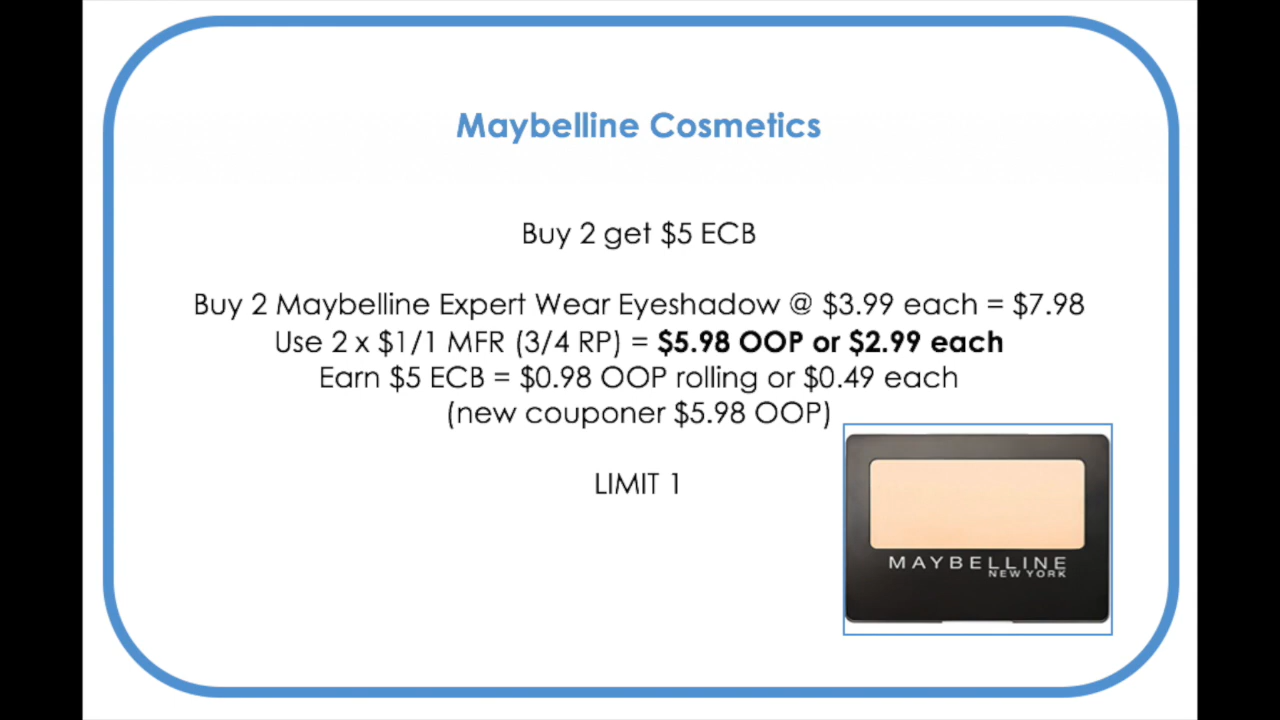 Maybelline Cosmetics
Buy 2 get $5 ECB
Buy 2 Maybelline Expert Wear Eyeshadow @ $3.99 each = $7.98
Use 2 x $1/1 MFR (3/4 RP) = $5.98 OOP or $2.99 each
Earn $5 ECB = $0.98 OOP rolling or $0.49 each
(new couponer $5.98 OOP)
LIMIT 1
MAYBELLINE
NEW YORK